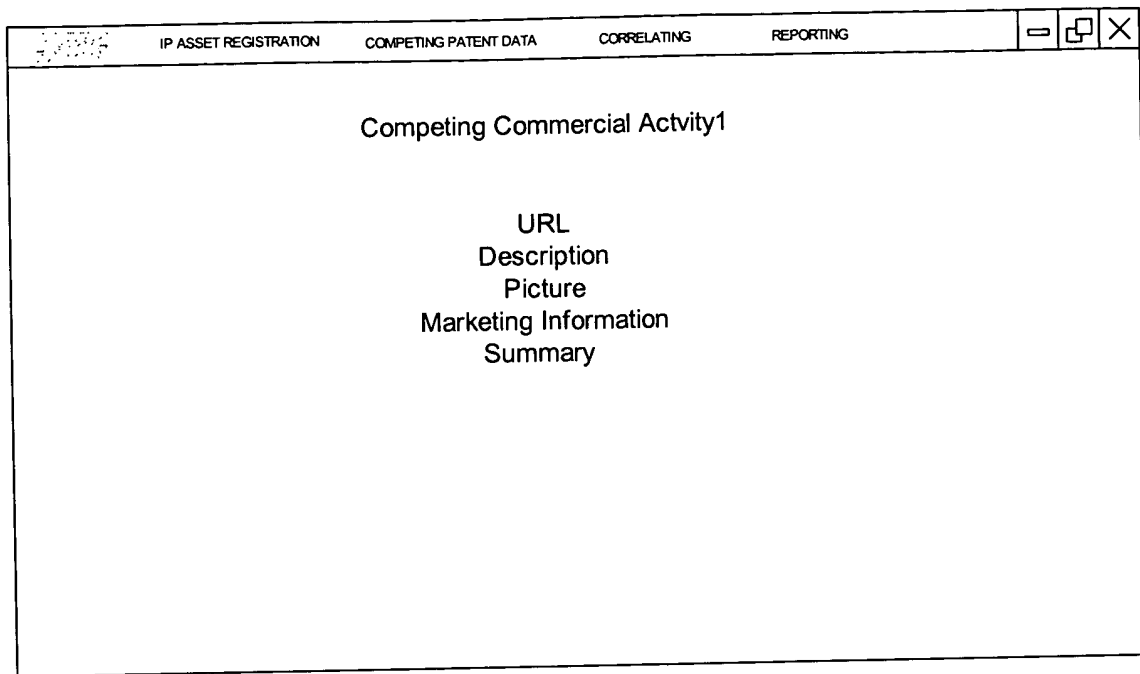 IP ASSET REGISTRATION COMPETING PATENT DATA CORRELATING REPORTING
Competing Commercial Actvity1
URL
Description
Picture
Marketing Information
Summary